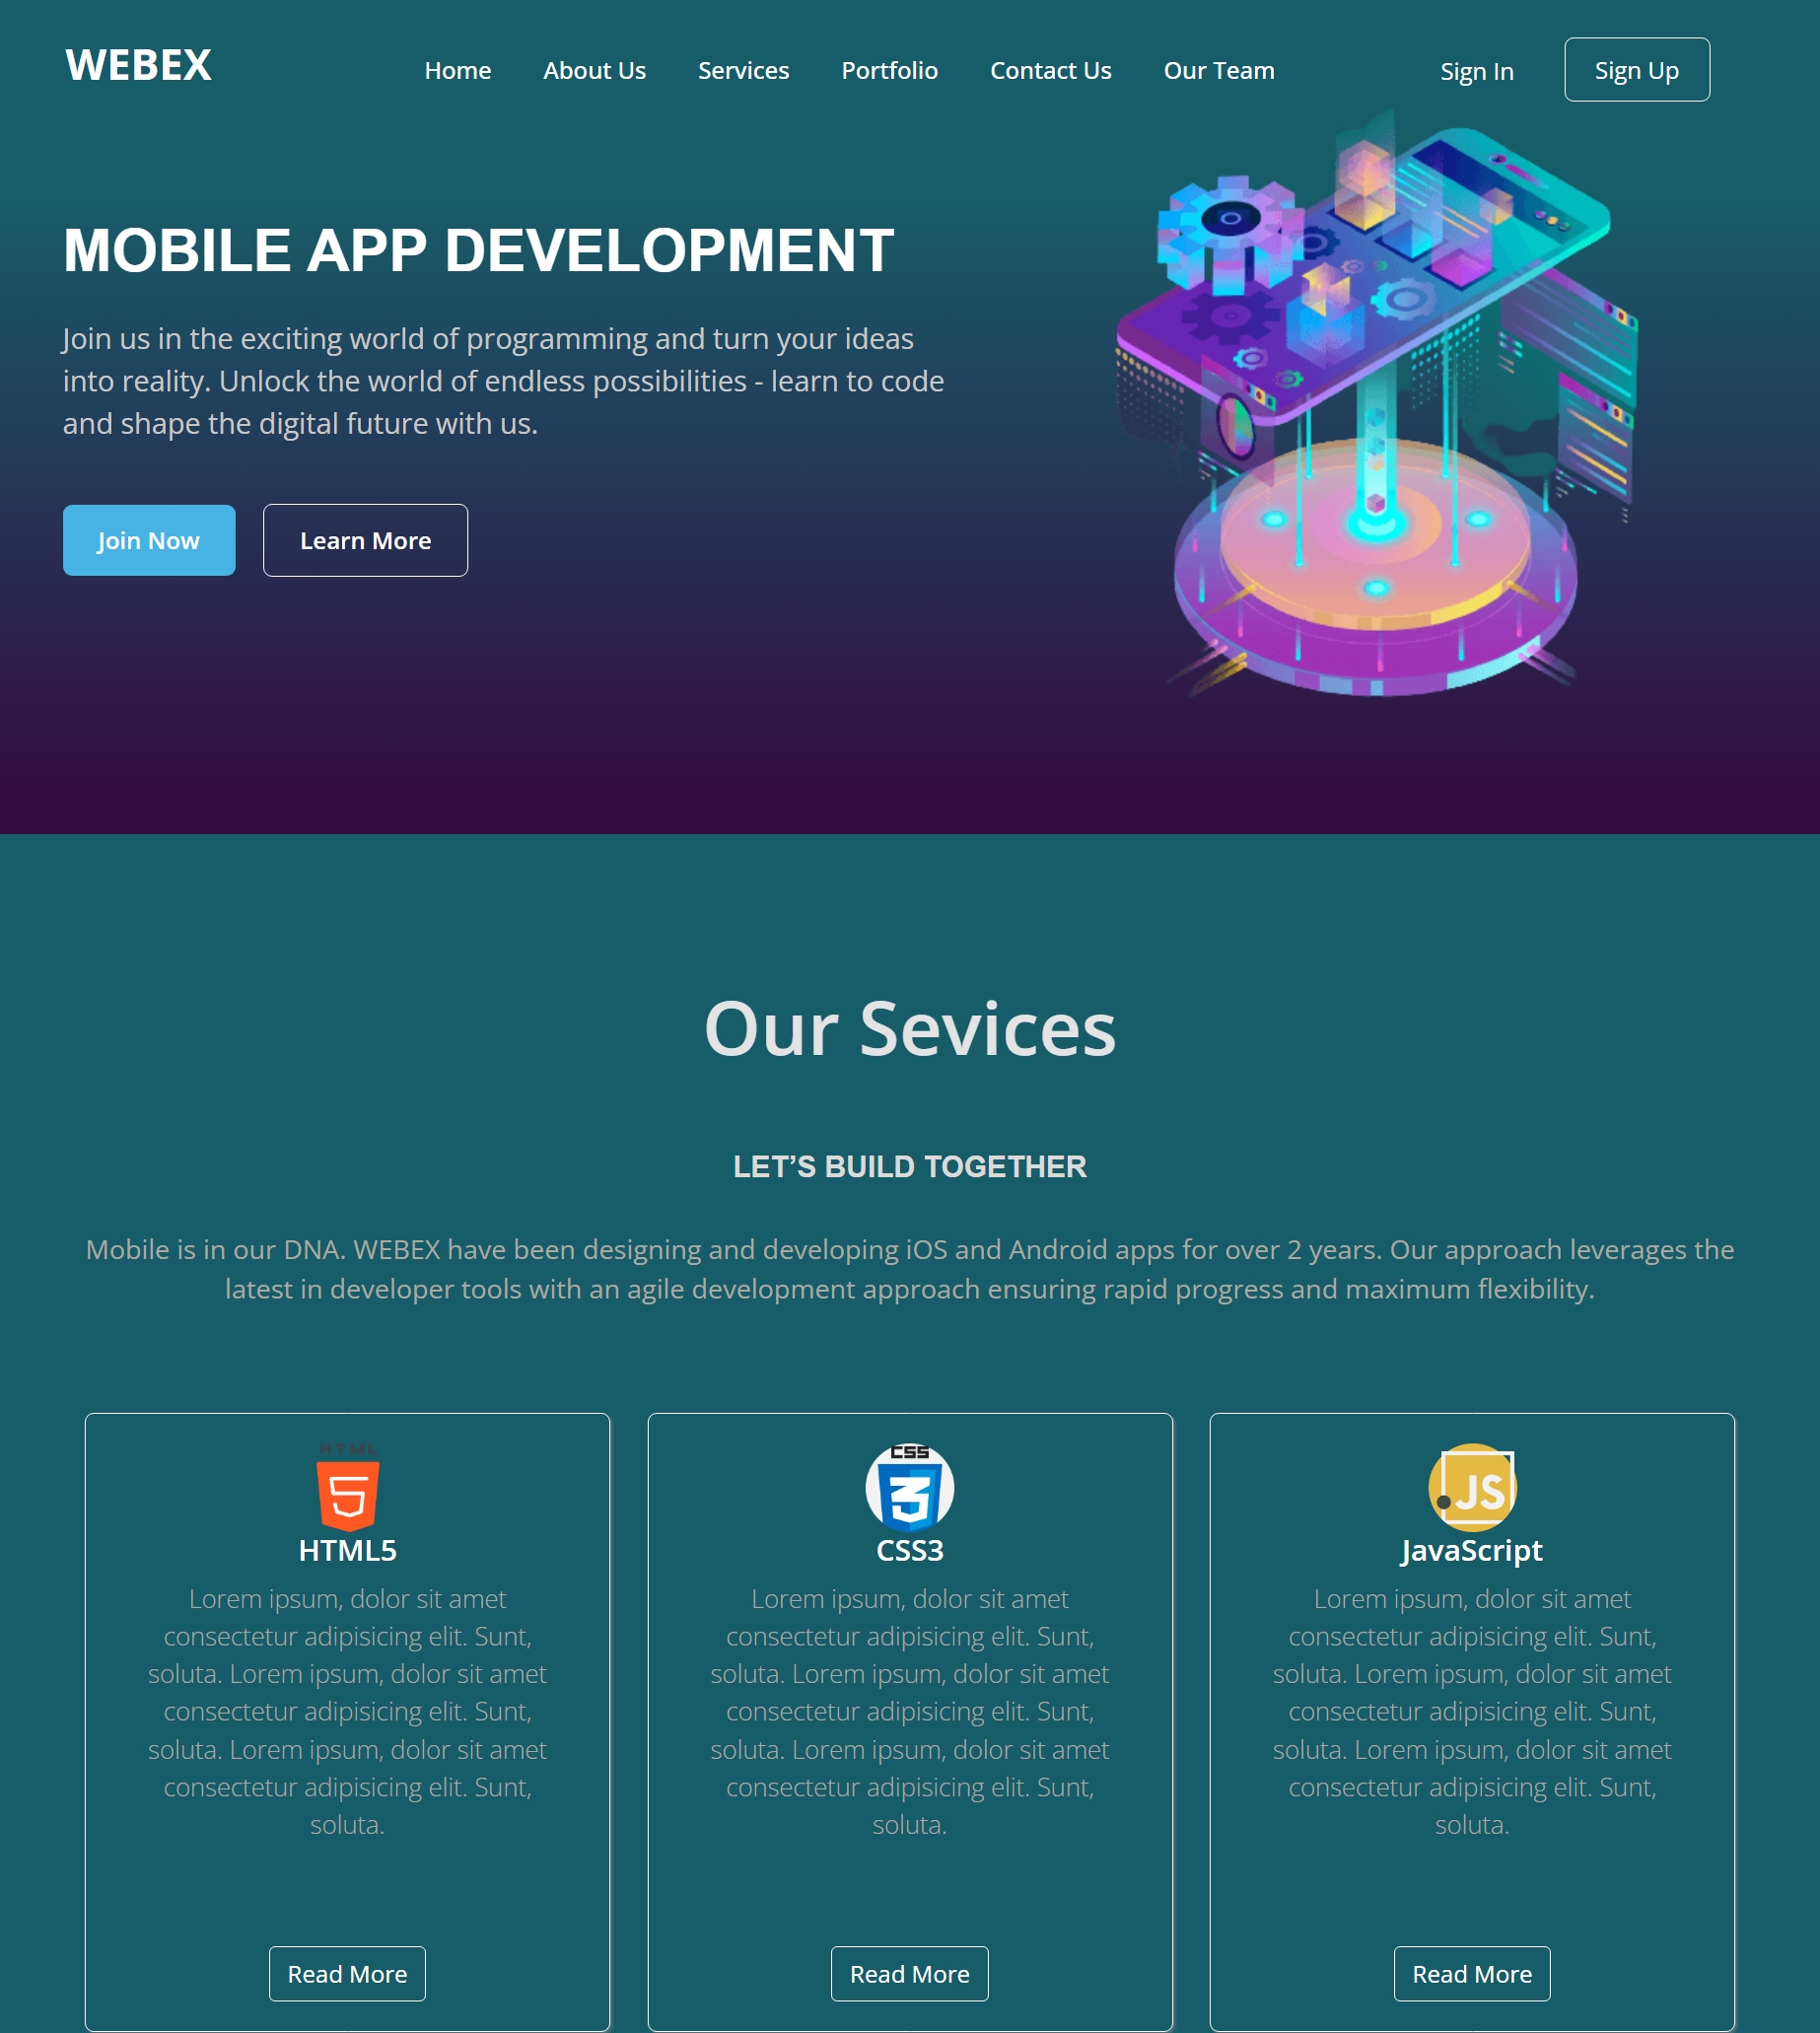 WEBEX
Home About Us Services Portfolio Contact Us Our Team Sign In Sign Up
MOBILE APP DEVELOPMENT
Join us in the exciting world of programming and turn your ideas
into reality. Unlock the world of endless possibilities - learn to code
and shape the digital future with us.
Join Now Learn More
Our Sevices
LET’S BUILD TOGETHER
Mobile is in our DNA. WEBEX have been designing and developing iOS and Android apps for over 2 years. Our approach leverages the
latest in developer tools with an agile development approach ensuring rapid progress and maximum flexibility.
HTML
5
HTML5
Lorem ipsum, dolor sit amet
consectetur adipisicing elit. Sunt,
soluta. Lorem ipsum, dolor sit amet
consectetur adipisicing elit. Sunt,
soluta. Lorem ipsum, dolor sit amet
consectetur adipisicing elit. Sunt,
soluta.
Read More
CSS
3
CSS3
Lorem ipsum, dolor sit amet
consectetur adipisicing elit. Sunt,
soluta. Lorem ipsum, dolor sit amet
consectetur adipisicing elit. Sunt,
soluta. Lorem ipsum, dolor sit amet
consectetur adipisicing elit. Sunt,
soluta.
Read More
JS
JavaScript
Lorem ipsum, dolor sit amet
consectetur adipisicing elit. Sunt,
soluta. Lorem ipsum, dolor sit amet
consectetur adipisicing elit. Sunt,
soluta. Lorem ipsum, dolor sit amet
consectetur adipisicing elit. Sunt,
soluta.
Read More